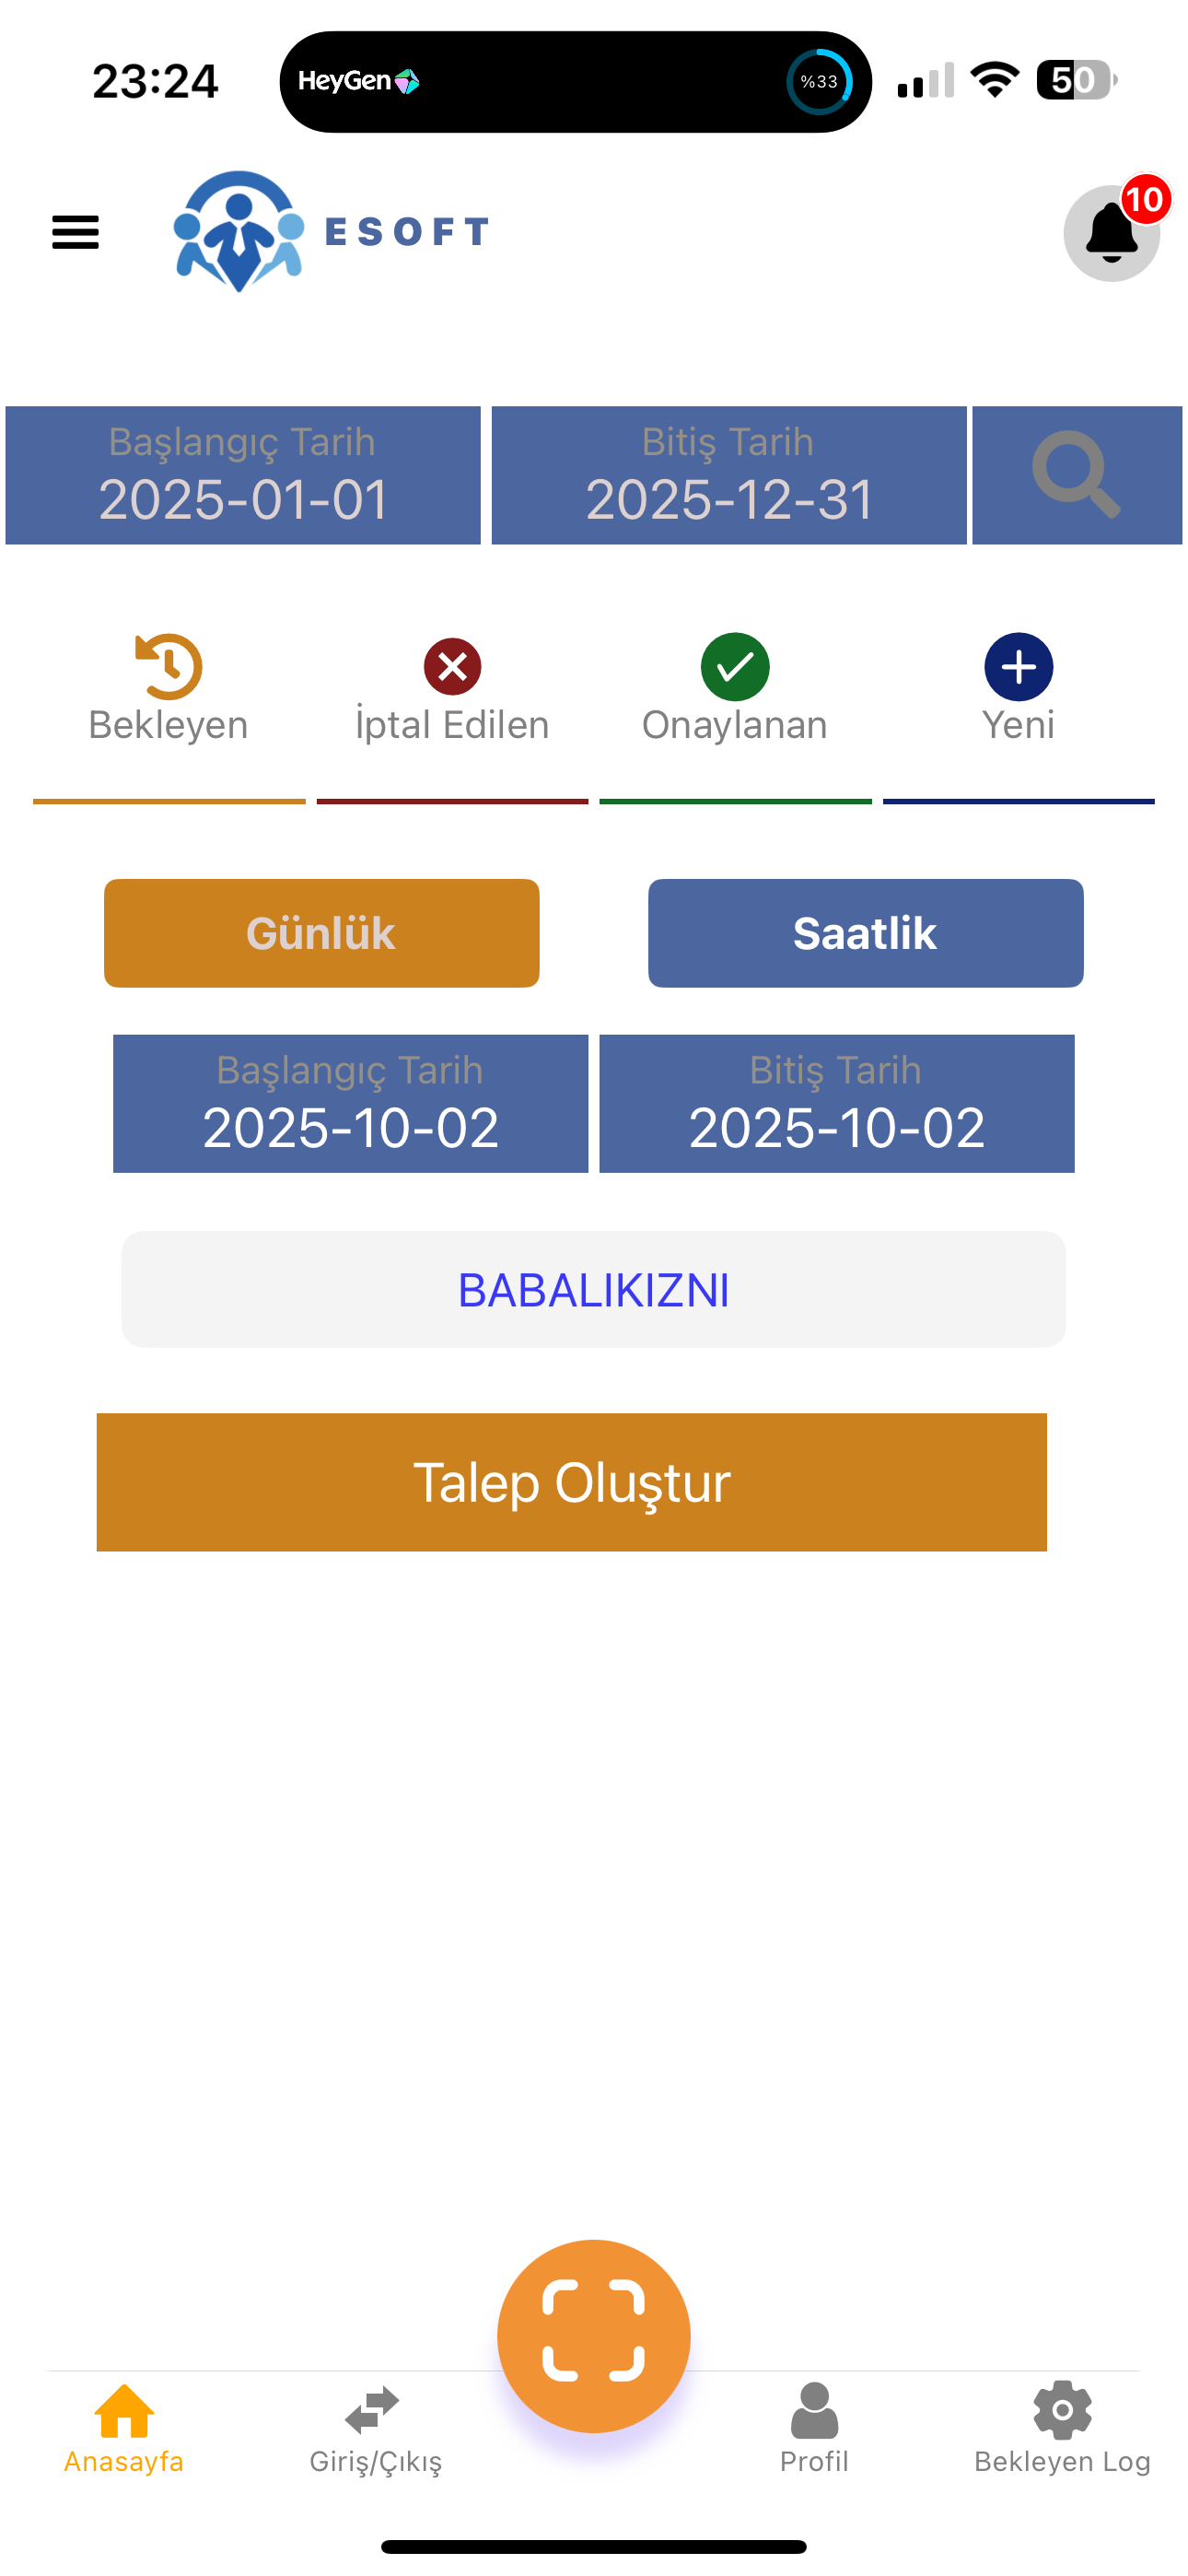 23:24
HeyGen
%33
50
ESOFT
10
Başlangıç Tarih
2025-01-01
Bitiş Tarih
2025-12-31
Bekleyen
İptal Edilen
Onaylanan
Yeni
Günlük
Saatlik
Başlangıç Tarih
2025-10-02
Bitiş Tarih
2025-10-02
BABALIKIZNI
Talep Oluştur
Anasayfa
Giriş/Çıkış
Profil
Bekleyen Log